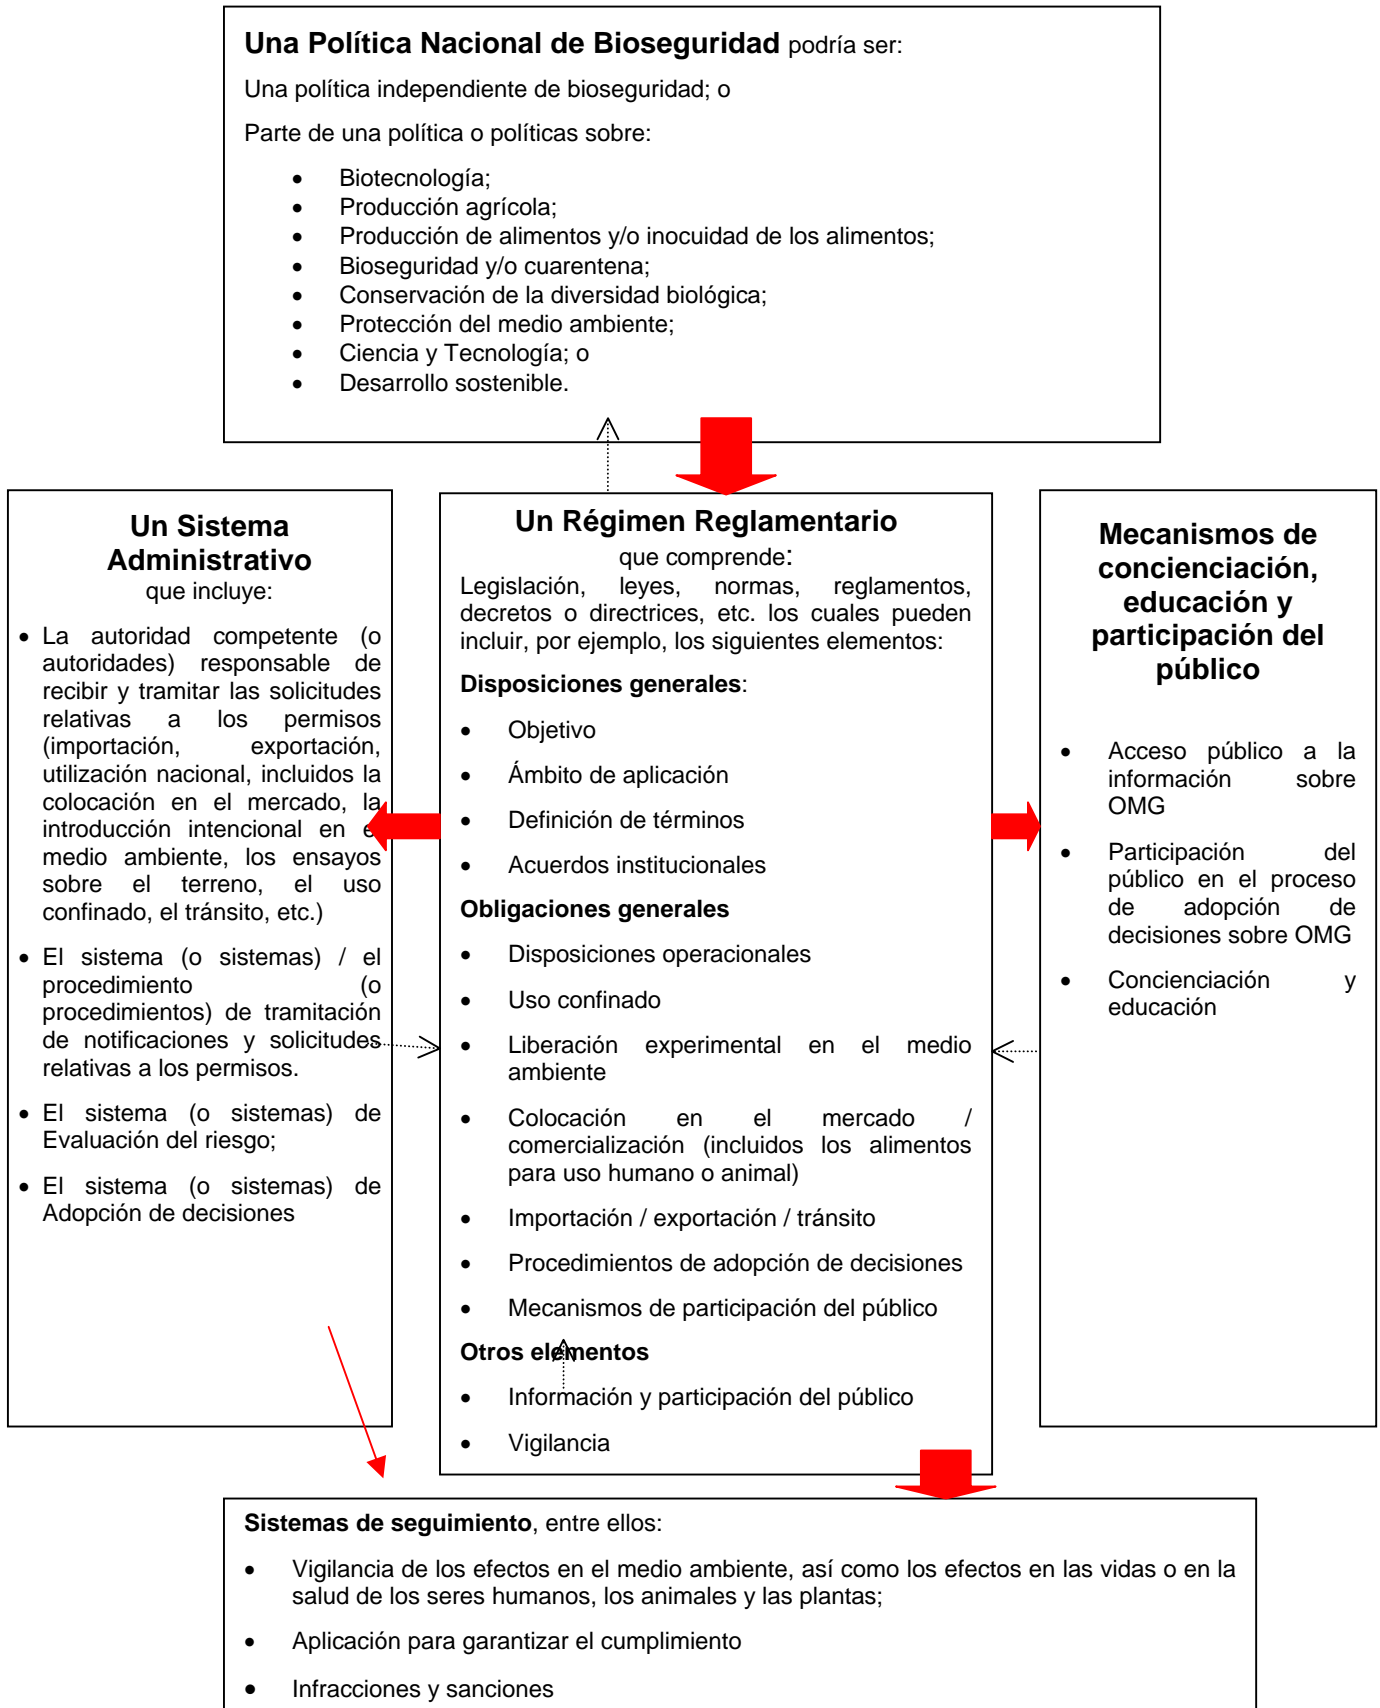 Una Política Nacional de Bioseguridad podría ser:
Una política independiente de bioseguridad; o
Parte de una política o políticas sobre:
• Biotecnología;
• Producción agrícola;
• Producción de alimentos y/o inocuidad de los alimentos;
• Bioseguridad y/o cuarentena;
• Conservación de la diversidad biológica;
• Protección del medio ambiente;
• Ciencia y Tecnología; o
• Desarrollo sostenible.
Un Sistema
Administrativo
que incluye:
• La autoridad competente (o
autoridades) responsable de
recibir y tramitar las solicitudes
relativas a los permisos
(importación, exportación,
utilización nacional, incluidos la
colocación en el mercado, la
introducción intencional en el
medio ambiente, los ensayos
sobre el terreno, el uso
confinado, el tránsito, etc.)
• El sistema (o sistemas) / el
procedimiento (o
procedimientos) de tramitación
de notificaciones y solicitudes
relativas a los permisos.
• El sistema (o sistemas) de
Evaluación del riesgo;
• El sistema (o sistemas) de
Adopción de decisiones
Un Régimen Reglamentario
que comprende:
Legislación, leyes, normas, reglamentos,
decretos o directrices, etc. los cuales pueden
incluir, por ejemplo, los siguientes elementos:
Disposiciones generales:
• Objetivo
• Ámbito de aplicación
• Definición de términos
• Acuerdos institucionales
Obligaciones generales
• Disposiciones operacionales
• Uso confinado
• Liberación experimental en el medio
ambiente
• Colocación en el mercado /
comercialización (incluidos los alimentos
para uso humano o animal)
• Importación / exportación / tránsito
• Procedimientos de adopción de decisiones
• Mecanismos de participación del público
Otros elementos
• Información y participación del público
• Vigilancia
Mecanismos de
concienciación,
educación y
participación del
público
• Acceso público a la
información sobre
OMG
• Participación del
público en el proceso
de adopción de
decisiones sobre OMG
• Concienciación y
educación
Sistemas de seguimiento, entre ellos:
• Vigilancia de los efectos en el medio ambiente, así como los efectos en las vidas o en la
salud de los seres humanos, los animales y las plantas;
• Aplicación para garantizar el cumplimiento
• Infracciones y sanciones